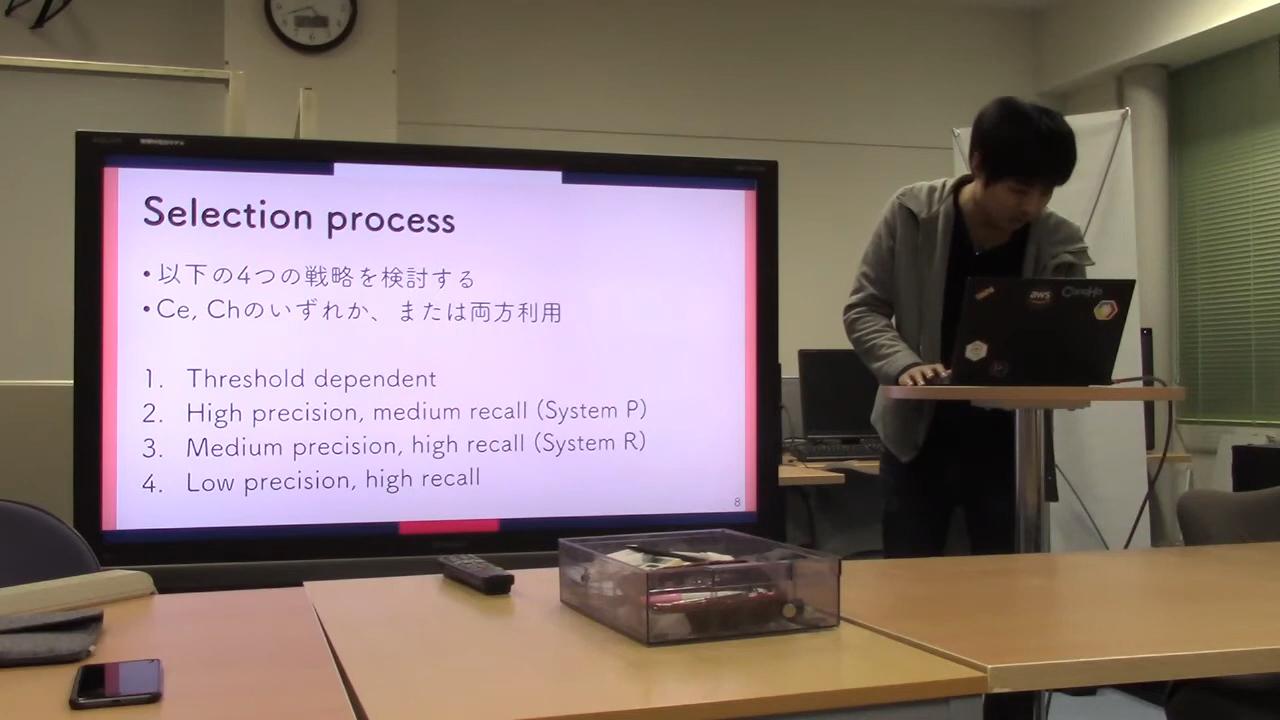 Selection process
•以下の4つの戦略を検討する
•Ce, Chのいずれか、または両方利用
1. Threshold dependent
2. High precision, medium recall (System P)
3. Medium precision, high recall (System R)
4. Low precision, high recall
8
aws